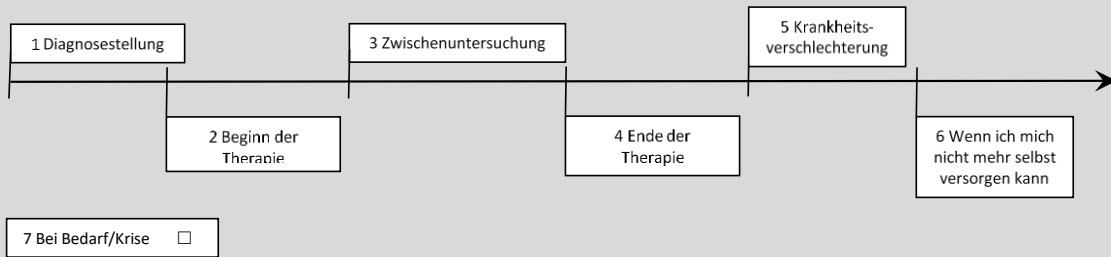 1 Diagnosestellung
2 Beginn der
Therapie
3 Zwischenuntersuchung
4 Ende der
Therapie
5 Krankheits-
verschlechterung
6 Wenn ich mich
nicht mehr selbst
versorgen kann
7 Bei Bedarf/Krise ☐